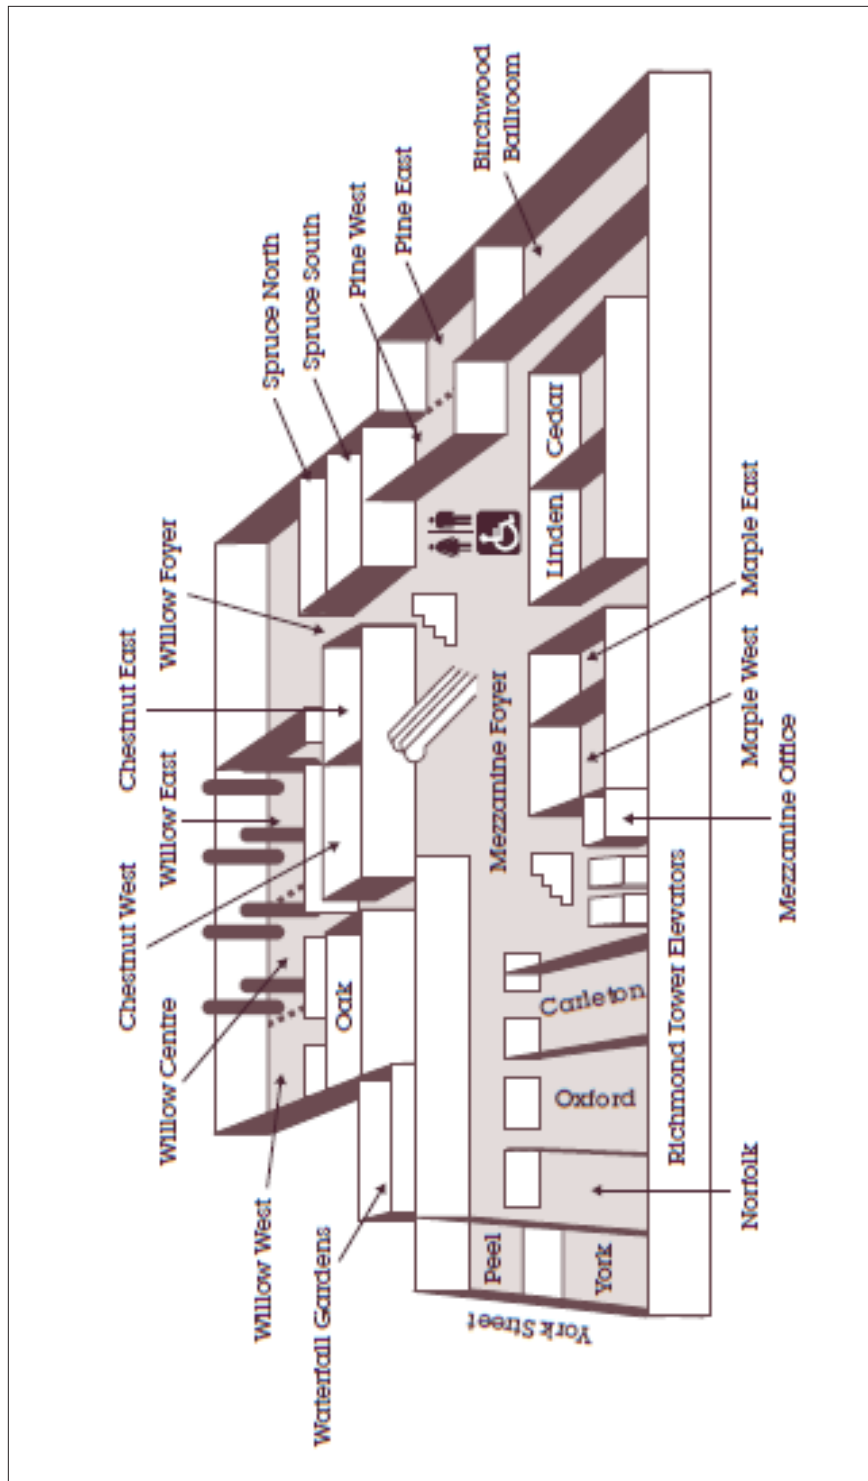 Birchwood
Ballroom
Pine East
Pine West
Spruce South
Spruce North
Willow Foyer
Chestnut East
Willow East
Chestnut West
Willow Centre
Willow West
Waterfall Gardens
Oak
Cedar
Linden
Maple East
Maple West
Mezzanine Foyer
Mezzanine Office
Richmond Tower Elevators
Carleton
Oxford
Norfolk
Peel
York
York Street